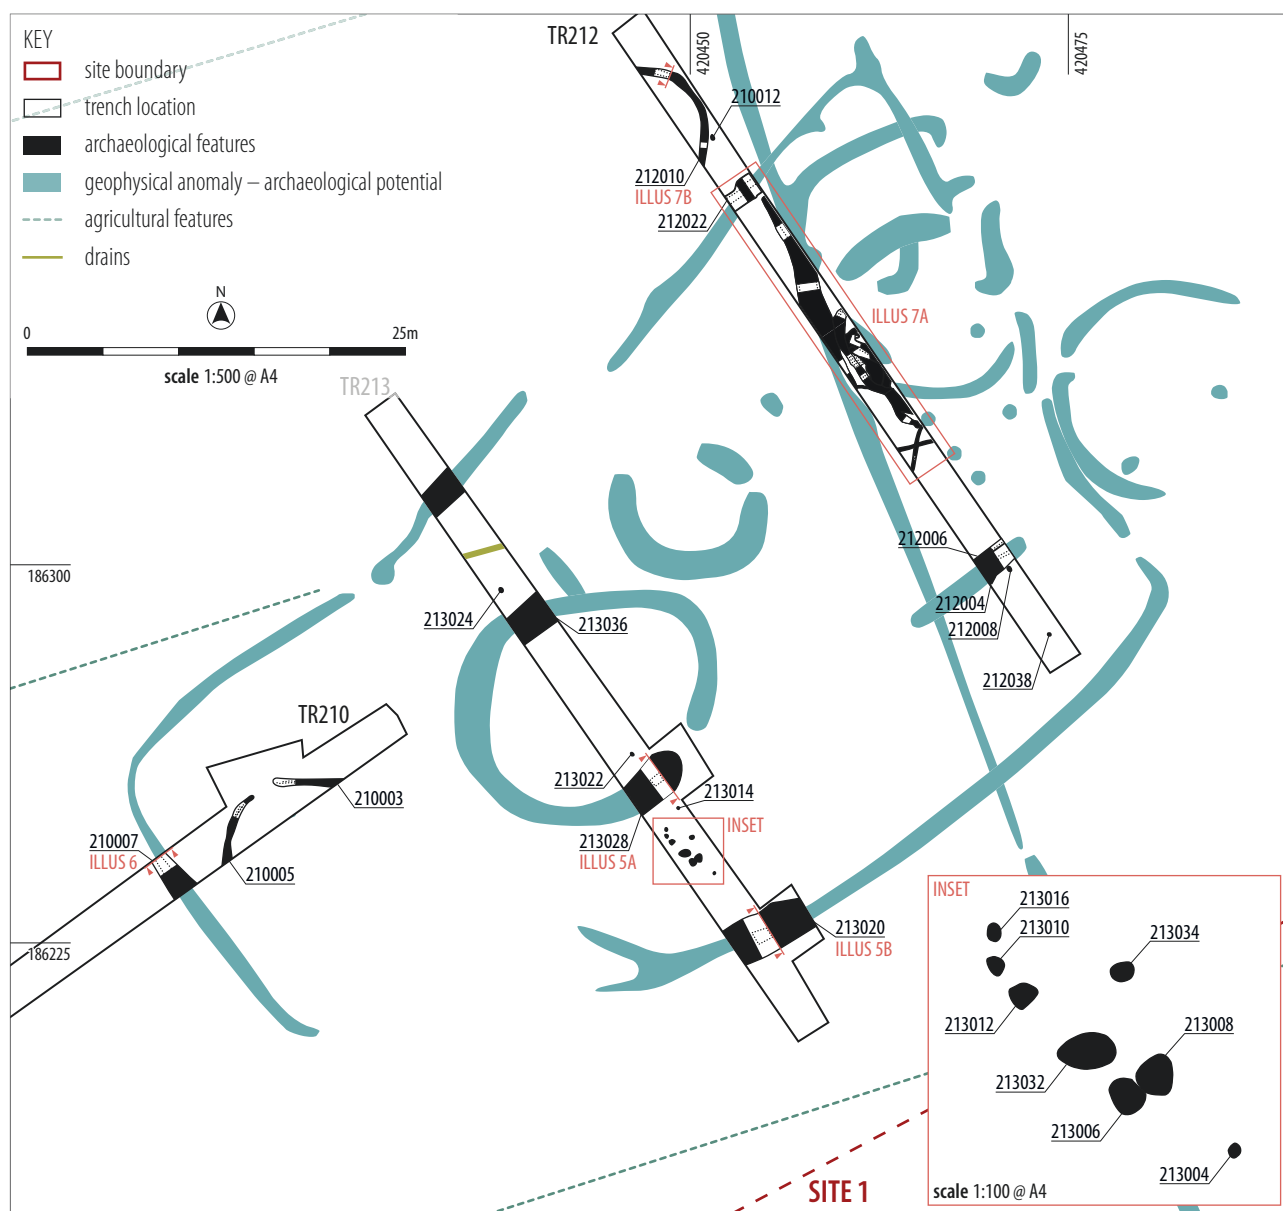 KEY
site boundary
trench location
archaeological features
geophysical anomaly – archaeological potential
agricultural features
drains
N
0
25m
scale 1:500 @ A4
TR212
420450
420475
210012
212010
ILLUS 7B
212022
ILLUS 7A
TR213
186300
213024
213036
212006
212004
212008
212038
TR210
210003
210007
ILLUS 6
210005
213022
213014
213028
ILLUS 5A
INSET
213020
ILLUS 5B
186225
SITE 1
INSET
213016
213010
213034
213012
213008
213032
213006
213004
scale 1:100 @ A4